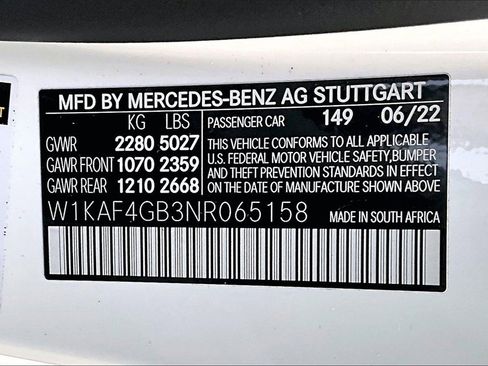 MFD BY MERCEDES-BENZ AG STUTTGART
KG LBS PASSENGER CAR 149 06/22
GVWR 2280 5027
GAWR FRONT 1070 2359
GAWR REAR 1210 2668
THIS VEHICLE CONFORMS TO ALL APPLICABLE
U.S. FEDERAL MOTOR VEHICLE SAFETY, BUMPER
AND THEFT PREVENTION STANDARDS IN EFFECT
ON THE DATE OF MANUFACTURE SHOWN ABOVE.
W1KAF4GB3NR065158 MADE IN SOUTH AFRICA